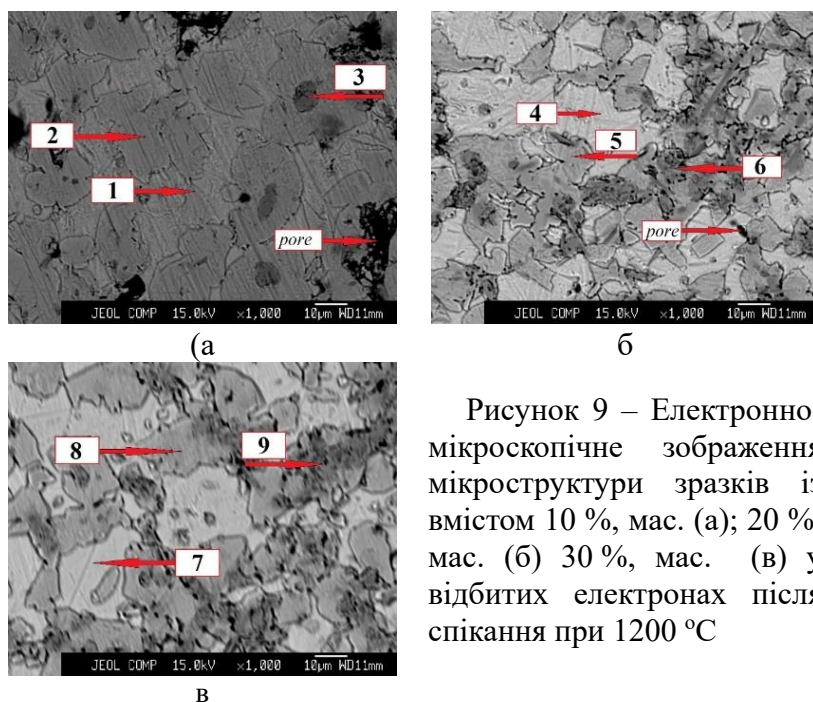 3
2
1
pore
JEOL COMP 15.0kV ×1,000 10μm WD11mm
(а
4
5
6
pore
JEOL COMP 15.0kV ×1,000 10μm WD11mm
б
8
9
7
JEOL COMP 15.0kV ×1,000 10μm WD11mm
в
Рисунок 9 – Електронно
мікроскопічне зображення
мікроструктури зразків із
вмістом 10 %, мас. (а); 20 %
мас. (б) 30 %, мас. (в) у
відбитих електронах після
спікання при 1200 ºС